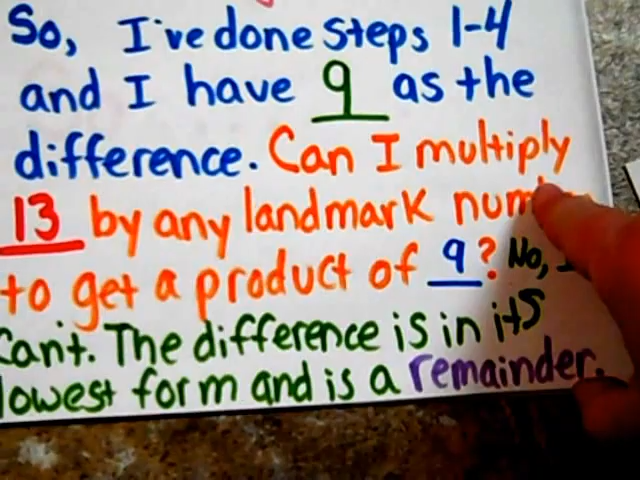 So, I've done steps 1-4
and I have 9 as the
difference. Can I multiply
13 by any landmark
to get a product of 9? No,
can't. The difference is in its
lowest form and is a remainder.